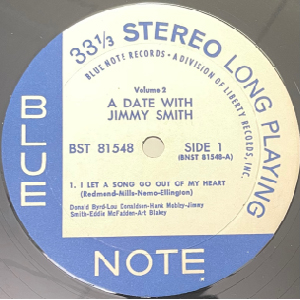 33 1/3 STEREO LONG PLAYING
BLUE NOTE RECORDS • A DIVISION OF LIBERTY RECORDS, INC.
Volume 2
A DATE WITH
JIMMY SMITH
BST 81548 SIDE 1
(BNST 81548-A)
1. I LET A SONG GO OUT OF MY HEART
(Redmond-Mills-Nemo-Ellington)
Donald Byrd-Lou Donaldson-Hank Mobley-Jimmy
Smith-Eddie McFadden-Art Blakey
BLUE
NOTE